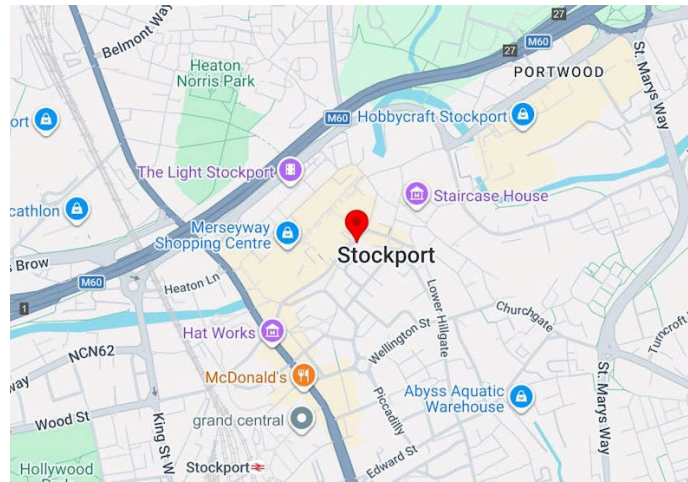 Belmont Way
Heaton
Norris Park
M60
27
27
M60
PORTWOOD
St. Marys Way
Hobbycraft Stockport
M60
ort
The Light Stockport
Staircase House
cathlon
Merseyway
Shopping Centre
Stockport
s Brow
M60
Heaton Ln
1
Lower Hillgate
Churchgate
Hat Works
Wellington St
Turncroft
NCN62
way
McDonald's
Piccadilly
Abyss Aquatic
Warehouse
St. Marys Way
Wood St
King St W
grand central
Edward St
Stockport
Hollywood